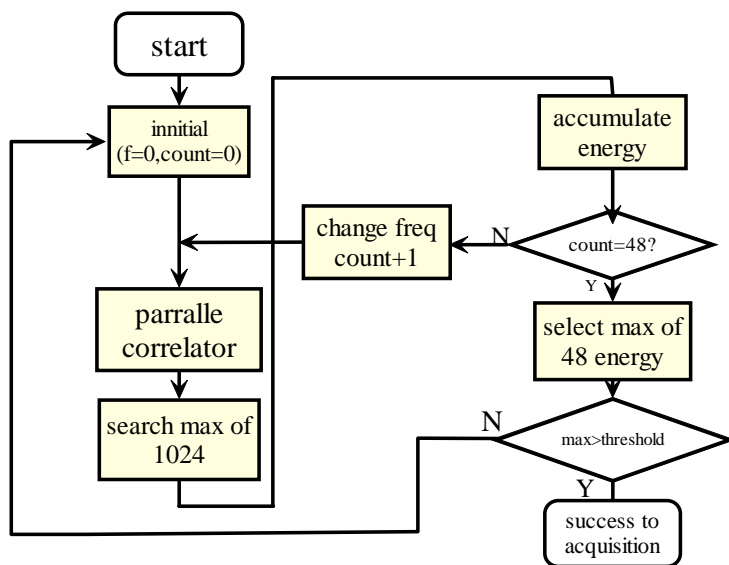 start
innitial
(f=0,count=0)
parralle
correlator
search max of
1024
accumulate
energy
count=48?
N
change freq
count+1
Y
select max of
48 energy
max>threshold
N
Y
success to
acquisition